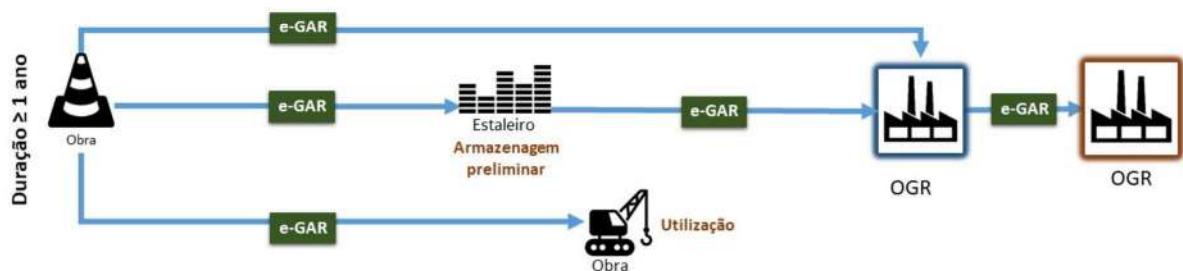 Duração ≥ 1 ano
e-GAR
Obra
e-GAR
Estaleiro
Armazenagem
preliminar
e-GAR
OGR
e-GAR
OGR
e-GAR
Obra
Utilização